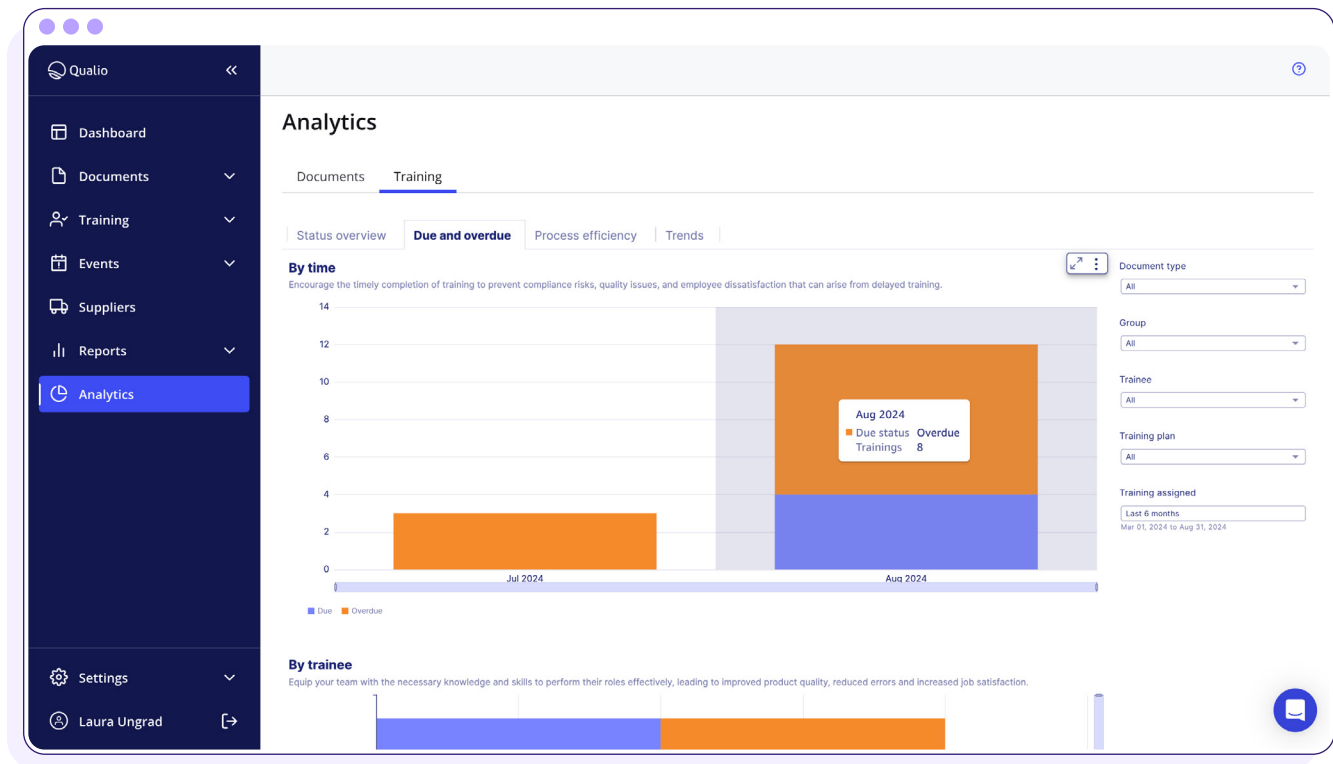 Qualio
Dashboard
Documents
Training
Events
Suppliers
Reports
Analytics
Settings
Laura Ungrad
Analytics
Documents Training
Status overview Due and overdue Process efficiency Trends
By time
Encourage the timely completion of training to prevent compliance risks, quality issues, and employee dissatisfaction that can arise from delayed training.
14
12
10
8
6
4
2
0
Jul 2024 Aug 2024
Aug 2024
Due status Overdue
Trainings 8
Due Overdue
Document type
All
Group
All
Trainee
All
Training plan
All
Training assigned
Last 6 months
Mar 01, 2024 to Aug 31, 2024
By trainee
Equip your team with the necessary knowledge and skills to perform their roles effectively, leading to improved product quality, reduced errors and increased job satisfaction.